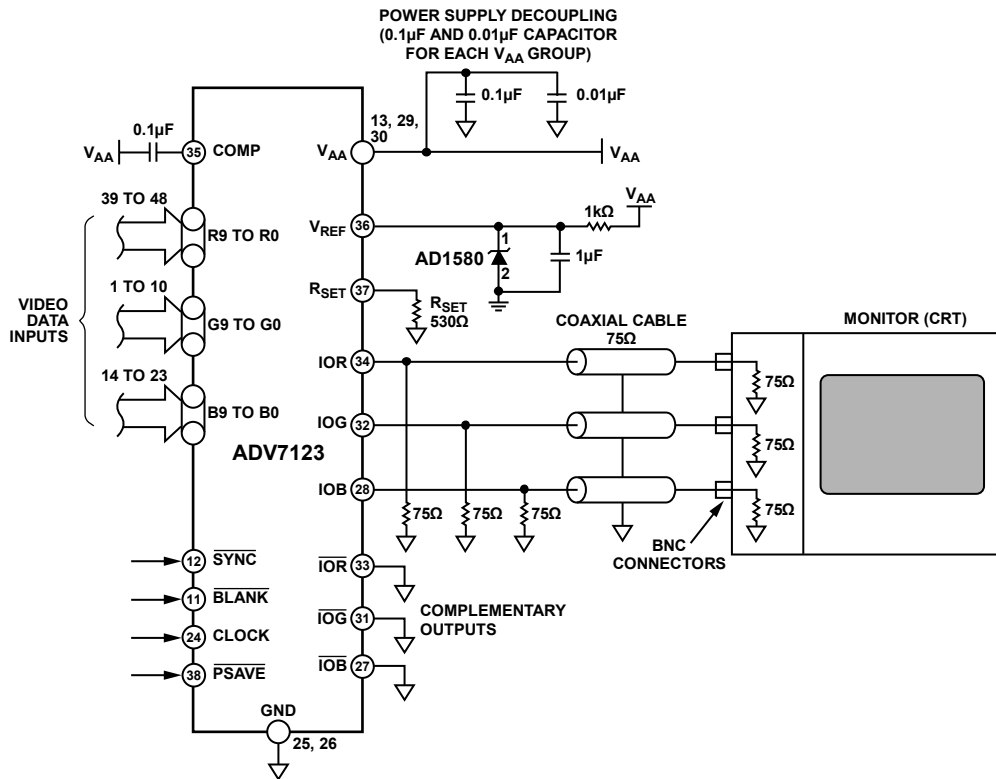 POWER SUPPLY DECOUPLING
(0.1µF AND 0.01µF CAPACITOR
FOR EACH VAA GROUP)
0.1µF
0.01µF
13, 29,
30
VAA
VAA
0.1µF
VAA
35
COMP
39 TO 48
R9 TO R0
VREF
36
VAA
1kΩ
1
AD1580
2
1µF
VIDEO
DATA
INPUTS
1 TO 10
G9 TO G0
RSET
37
RSET
530Ω
COAXIAL CABLE
75Ω
MONITOR (CRT)
IOR
34
75Ω
14 TO 23
B9 TO B0
IOG
32
75Ω
ADV7123
IOB
28
75Ω
75Ω
75Ω
75Ω
BNC
CONNECTORS
12
SYNC
IOR
33
11
BLANK
IOG
31
COMPLEMENTARY
OUTPUTS
24
CLOCK
IOB
27
38
PSAVE
GND
25, 26